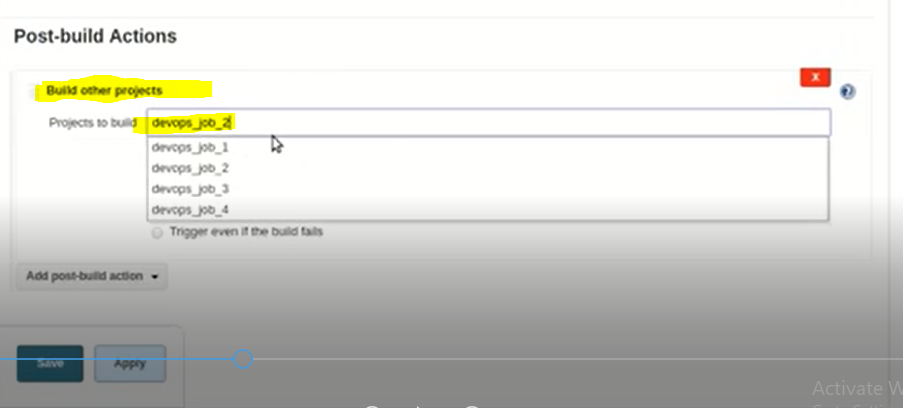 Post-build Actions
X
Build other projects
Projects to build devops_job_2
devops_job_1
devops_job_2
devops_job_3
devops_job_4
Trigger even if the build fails
Add post-build action
Save Apply
Activate W